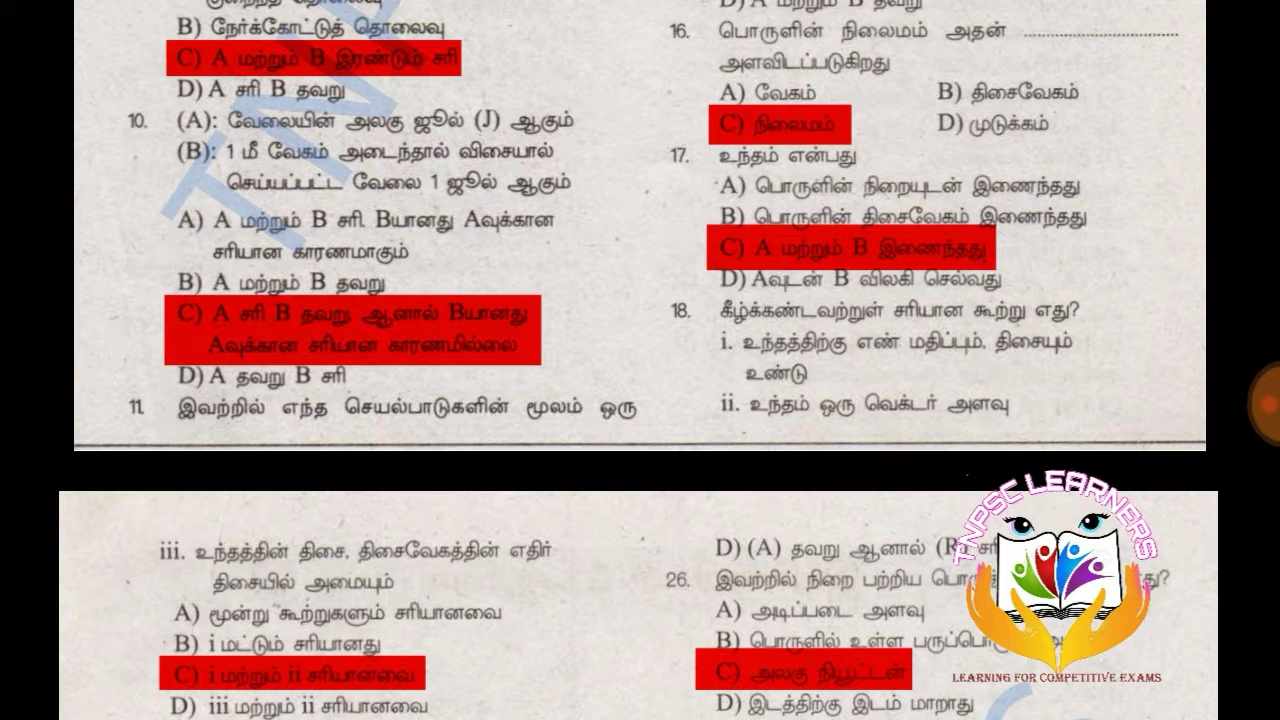 B) நேர்க்கோட்டுத் தொலைவு
C) A மற்றும் B இரண்டும் சரி
D) A சரி B தவறு
10. (A): வேலையின் அலகு ஜூல் (J) ஆகும்
(B): 1 மீ வேகம் அடைந்தால் விசையால்
செய்யப்பட்ட வேலை 1 ஜூல் ஆகும்
A) A மற்றும் B சரி. Bயானது Aவுக்கான
சரியான காரணமாகும்
B) A மற்றும் B தவறு
C) A சரி B தவறு, ஆனால் Bயானது
Aவுக்கான சரியான காரணமில்லை
D) A தவறு B சரி
11. இவற்றில் எந்த செயல்பாடுகளின் மூலம் ஒரு
D) A மற்றும் B தவறு
16. பொருளின் நிலைமம் அதன் ................................
அளவிடப்படுகிறது
A) வேகம் B) திசைவேகம்
C) நிலைமம் D) முடுக்கம்
17. உந்தம் என்பது
A) பொருளின் நிறையுடன் இணைந்தது
B) பொருளின் திசைவேகம் இணைந்தது
C) A மற்றும் B இணைந்தது
D) Aவுடன் B விலகி செல்வது
18. கீழ்க்கண்டவற்றுள் சரியான கூற்று எது?
i. உந்தத்திற்கு எண் மதிப்பும், திசையும்
உண்டு
ii. உந்தம் ஒரு வெக்டர் அளவு
iii. உந்தத்தின் திசை, திசைவேகத்தின் எதிர்
திசையில் அமையும்
A) மூன்று கூற்றுகளும் சரியானவை
B) i மட்டும் சரியானது
C) i மற்றும் ii சரியானவை
D) iii மற்றும் ii சரியானவை
D) (A) தவறு ஆனால் (R
26. இவற்றில் நிறை பற்றிய
A) அடிப்படை அளவு
B) பொருளில் உள்ள
C) அலகு நியூட்டன்
D) இடத்திற்கு இடம் மாறாது
TNPSC LEARNERS
LEARNING FOR COMPETITIVE EXAMS